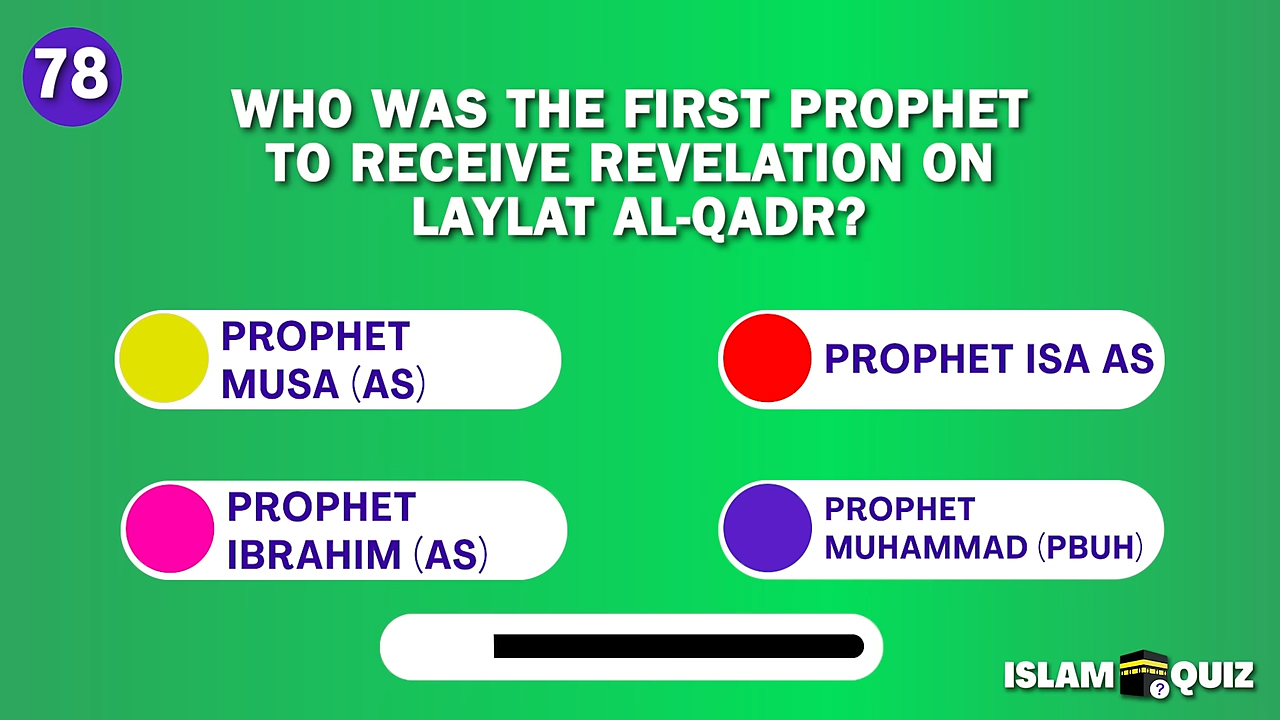 78
WHO WAS THE FIRST PROPHET
TO RECEIVE REVELATION ON
LAYLAT AL-QADR?
PROPHET
MUSA (AS)
PROPHET ISA AS
PROPHET
IBRAHIM (AS)
PROPHET
MUHAMMAD (PBUH)
ISLAM ? QUIZ